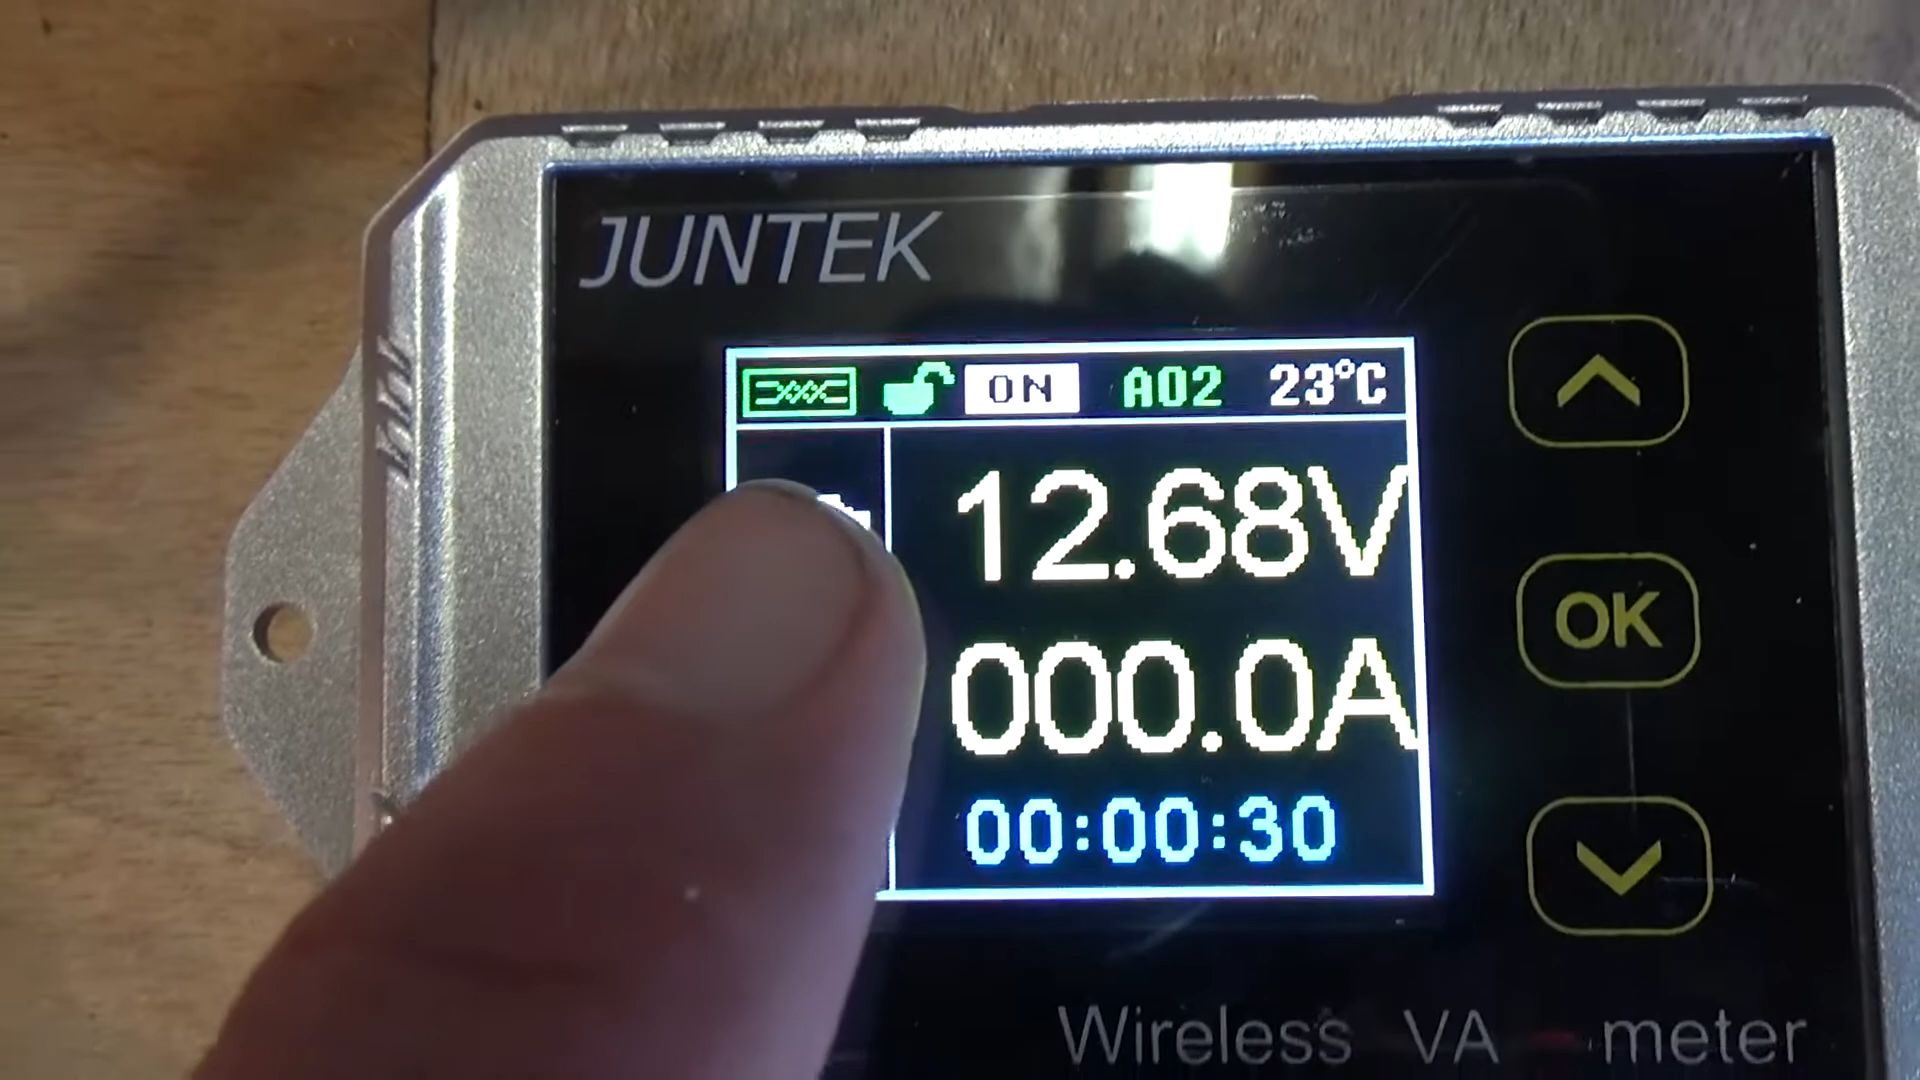 JUNTEK
ON A02 23°C
12.68V
000.0A
OK
00:00:30
Wireless VA meter